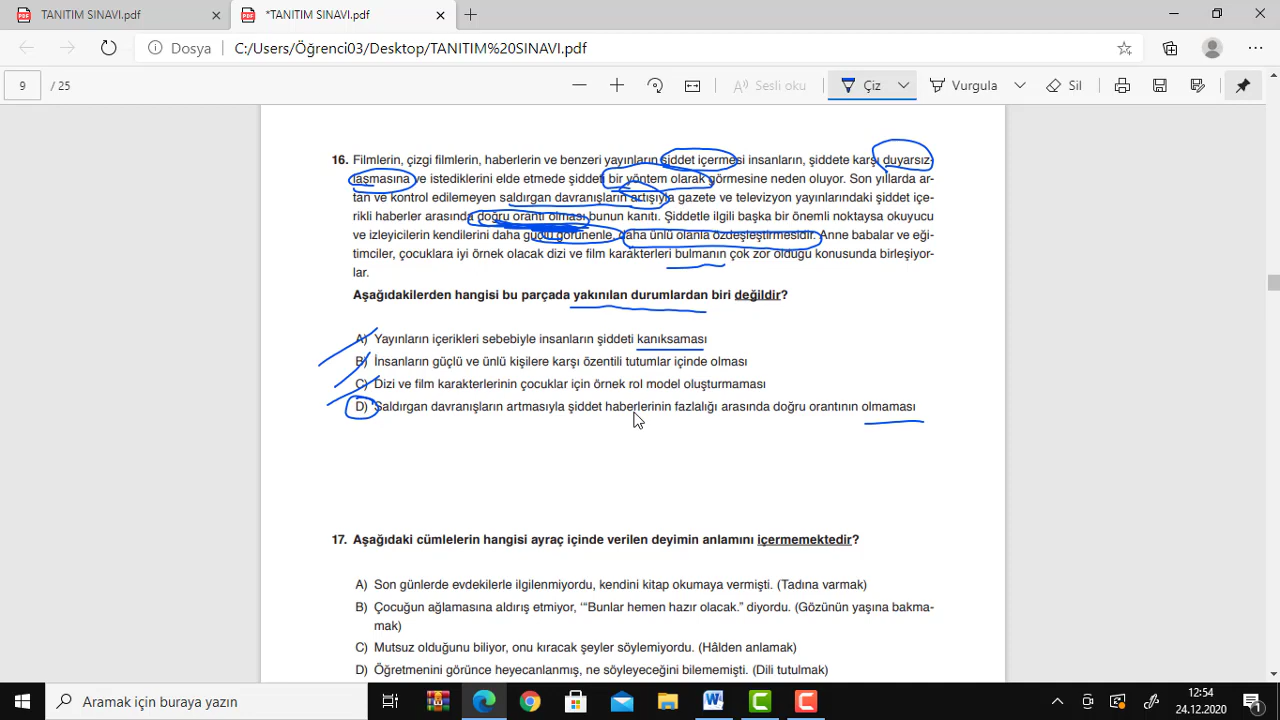 TANITIM SINAVI.pdf
*TANITIM SINAVI.pdf
Dosya
C:/Users/Öğrenci03/Desktop/TANITIM%20SINAVI.pdf
9 / 25
Sesli oku
Çiz
Vurgula
Sil
16. Filmlerin, çizgi filmlerin, haberlerin ve benzeri yayınların şiddet içermesi insanların, şiddete karşı duyarsız-
laşmasına ve istediklerini elde etmede şiddeti bir yöntem olarak görmesine neden oluyor. Son yıllarda ar-
tan ve kontrol edilemeyen saldırgan davranışların artışıyla gazete ve televizyon yayınlarındaki şiddet içe-
rikli haberler arasında doğru orantı olması bunun kanıtı. Şiddetle ilgili başka bir önemli noktaysa okuyucu
ve izleyicilerin kendilerini daha güçlü görünenle, daha ünlü olanla özdeşleştirmesidir. Anne babalar ve eği-
timciler, çocuklara iyi örnek olacak dizi ve film karakterleri bulmanın çok zor olduğu konusunda birleşiyor-
lar.
Aşağıdakilerden hangisi bu parçada yakınılan durumlardan biri değildir?
A) Yayınların içerikleri sebebiyle insanların şiddeti kanıksaması
B) İnsanların güçlü ve ünlü kişilere karşı özentili tutumlar içinde olması
C) Dizi ve film karakterlerinin çocuklar için örnek rol model oluşturmaması
D) Saldırgan davranışların artmasıyla şiddet haberlerinin fazlalığı arasında doğru orantının olmaması
17. Aşağıdaki cümlelerin hangisi ayraç içinde verilen deyimin anlamını içermemektedir?
A) Son günlerde evdekilerle ilgilenmiyordu, kendini kitap okumaya vermişti. (Tadına varmak)
B) Çocuğun ağlamasına aldırış etmiyor, ‘“Bunlar hemen hazır olacak.” diyordu. (Gözünün yaşına bakma-
mak)
C) Mutsuz olduğunu biliyor, onu kıracak şeyler söylemiyordu. (Hâlden anlamak)
D) Öğretmenini görünce heyecanlanmış, ne söyleyeceğini bilememişti. (Dili tutulmak)
Aramak için buraya yazın
12:54
24.12.2020